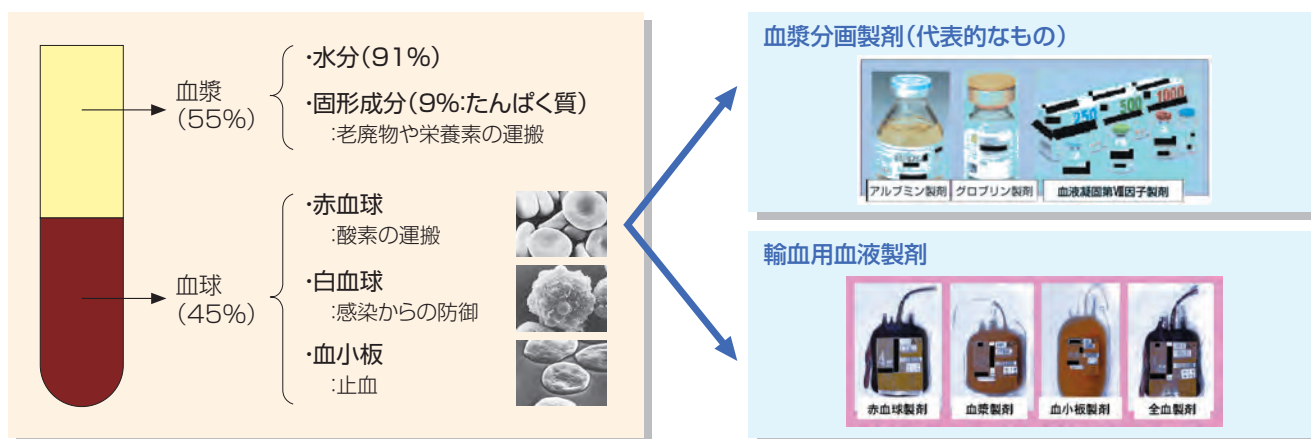 血漿
(55%)
・水分(91%)
・固形成分(9%:たんぱく質)
:老廃物や栄養素の運搬
血球
(45%)
・赤血球
:酸素の運搬
・白血球
:感染からの防御
・血小板
:止血
血漿分画製剤(代表的なもの)
250
500
1000
アルブミン製剤
グロブリン製剤
血液凝固第Ⅷ因子製剤
輸血用血液製剤
赤血球製剤
血漿製剤
血小板製剤
全血製剤